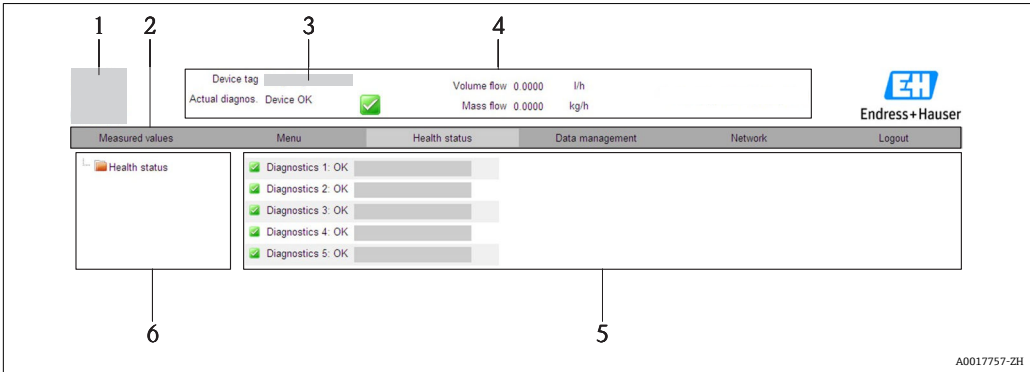 1 2 3 4
Device tag
Volume flow 0.0000 l/h
Actual diagnos. Device OK
Mass flow 0.0000 kg/h
EH
Endress+Hauser
Measured values Menu Health status Data management Network Logout
Health status
Diagnostics 1: OK
Diagnostics 2: OK
Diagnostics 3: OK
Diagnostics 4: OK
Diagnostics 5: OK
6 5
A0017757-ZH